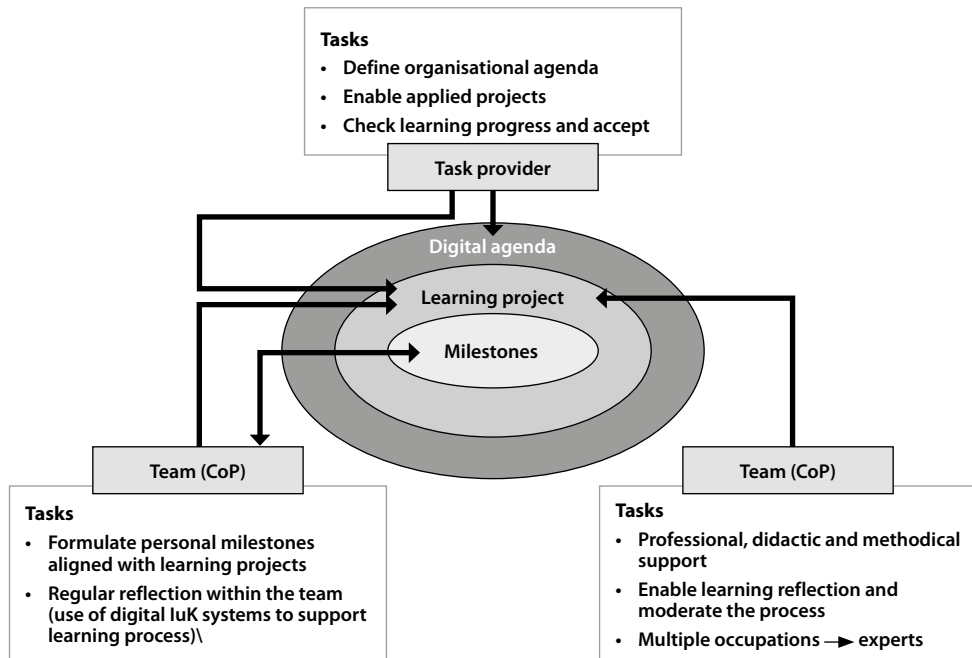 Tasks
• Define organisational agenda
• Enable applied projects
• Check learning progress and accept
Task provider
Digital agenda
Learning project
Milestones
Team (CoP)
Tasks
• Formulate personal milestones
aligned with learning projects
• Regular reflection within the team
(use of digital IuK systems to support
learning process)\
Team (CoP)
Tasks
• Professional, didactic and methodical
support
• Enable learning reflection and
moderate the process
• Multiple occupations → experts